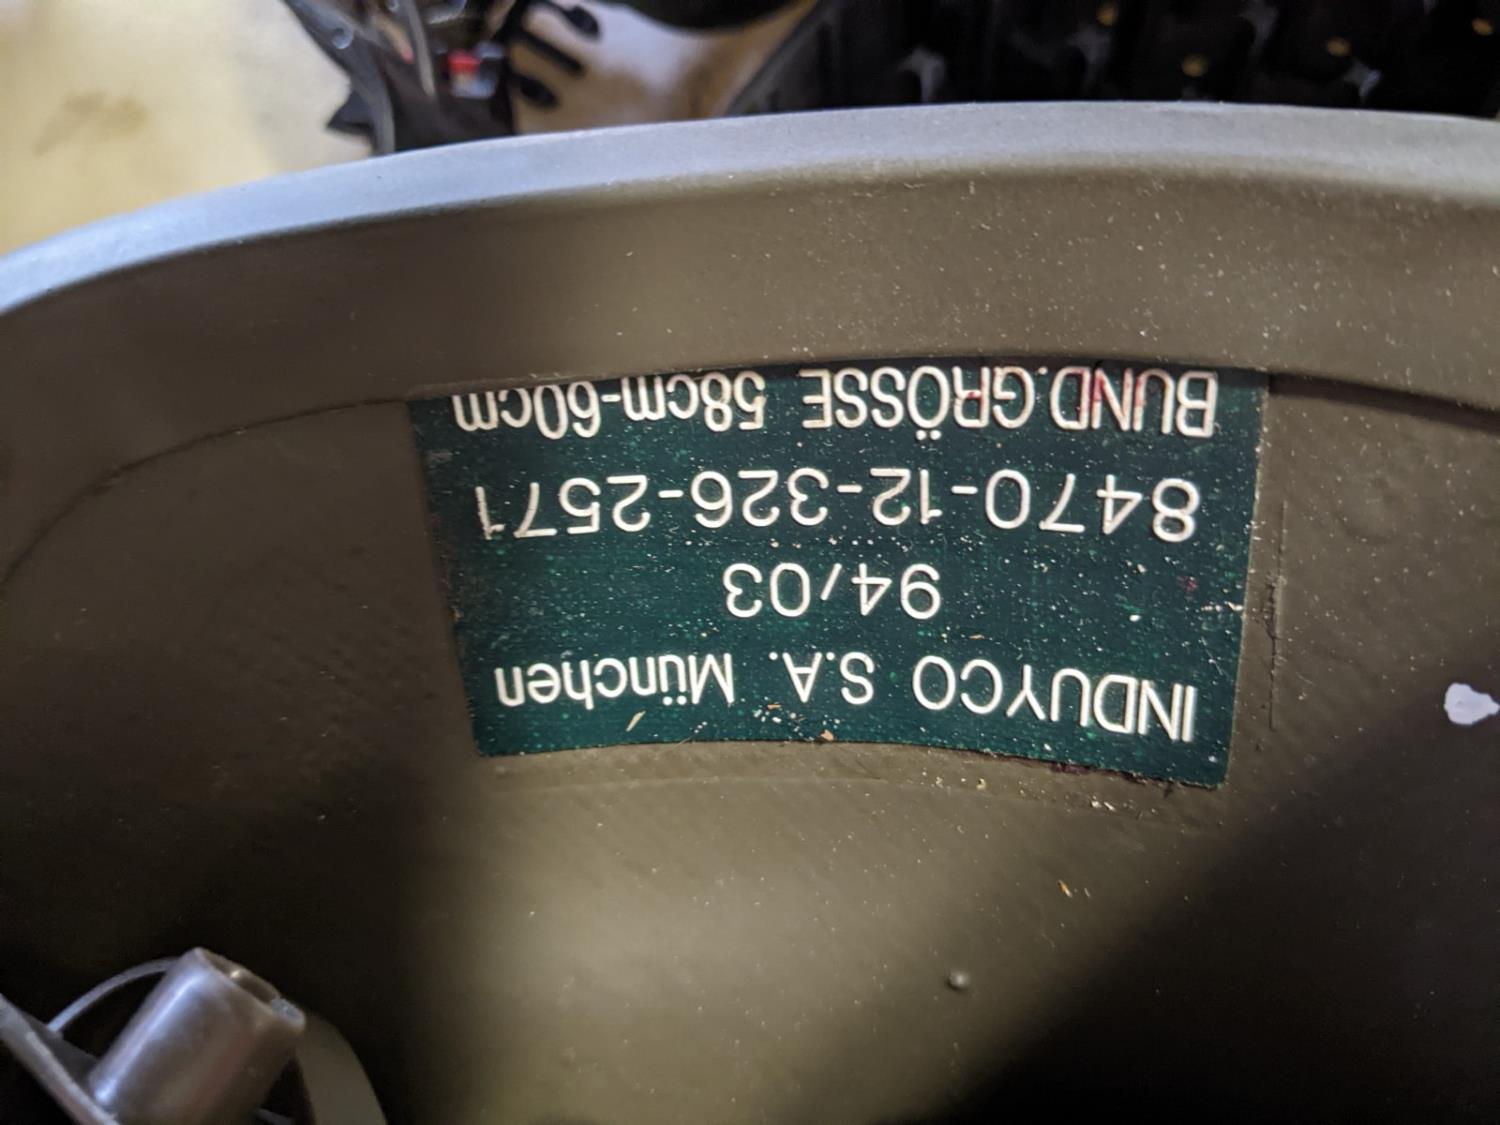 INDUYCO S.A. München
94/03
8470-12-326-2571
BUND.GRÖSSE 58cm-60cm